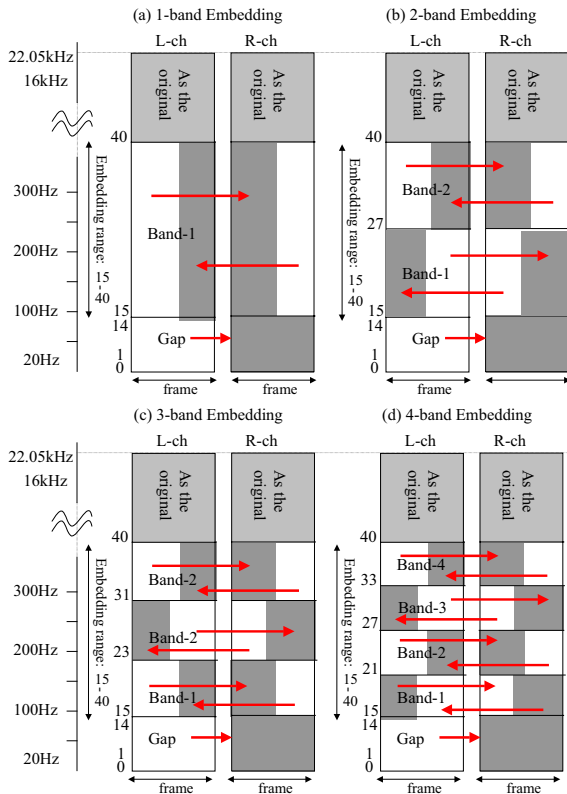 (a) 1-band Embedding
L-ch
R-ch
22.05kHz
16kHz
300Hz
200Hz
100Hz
20Hz
Embedding range: 15 - 40
As the original
As the original
40
Band-1
15
14
Gap
1
0
frame
frame
(b) 2-band Embedding
L-ch
R-ch
Embedding range: 15 - 40
As the original
As the original
40
Band-2
27
Band-1
15
14
Gap
1
0
frame
frame
(c) 3-band Embedding
L-ch
R-ch
22.05kHz
16kHz
300Hz
200Hz
100Hz
20Hz
Embedding range: 15 - 40
As the original
As the original
40
Band-2
31
Band-2
23
Band-1
15
14
Gap
1
0
frame
frame
(d) 4-band Embedding
L-ch
R-ch
Embedding range: 15 - 40
As the original
As the original
40
Band-4
33
Band-3
27
Band-2
21
Band-1
15
14
Gap
1
0
frame
frame